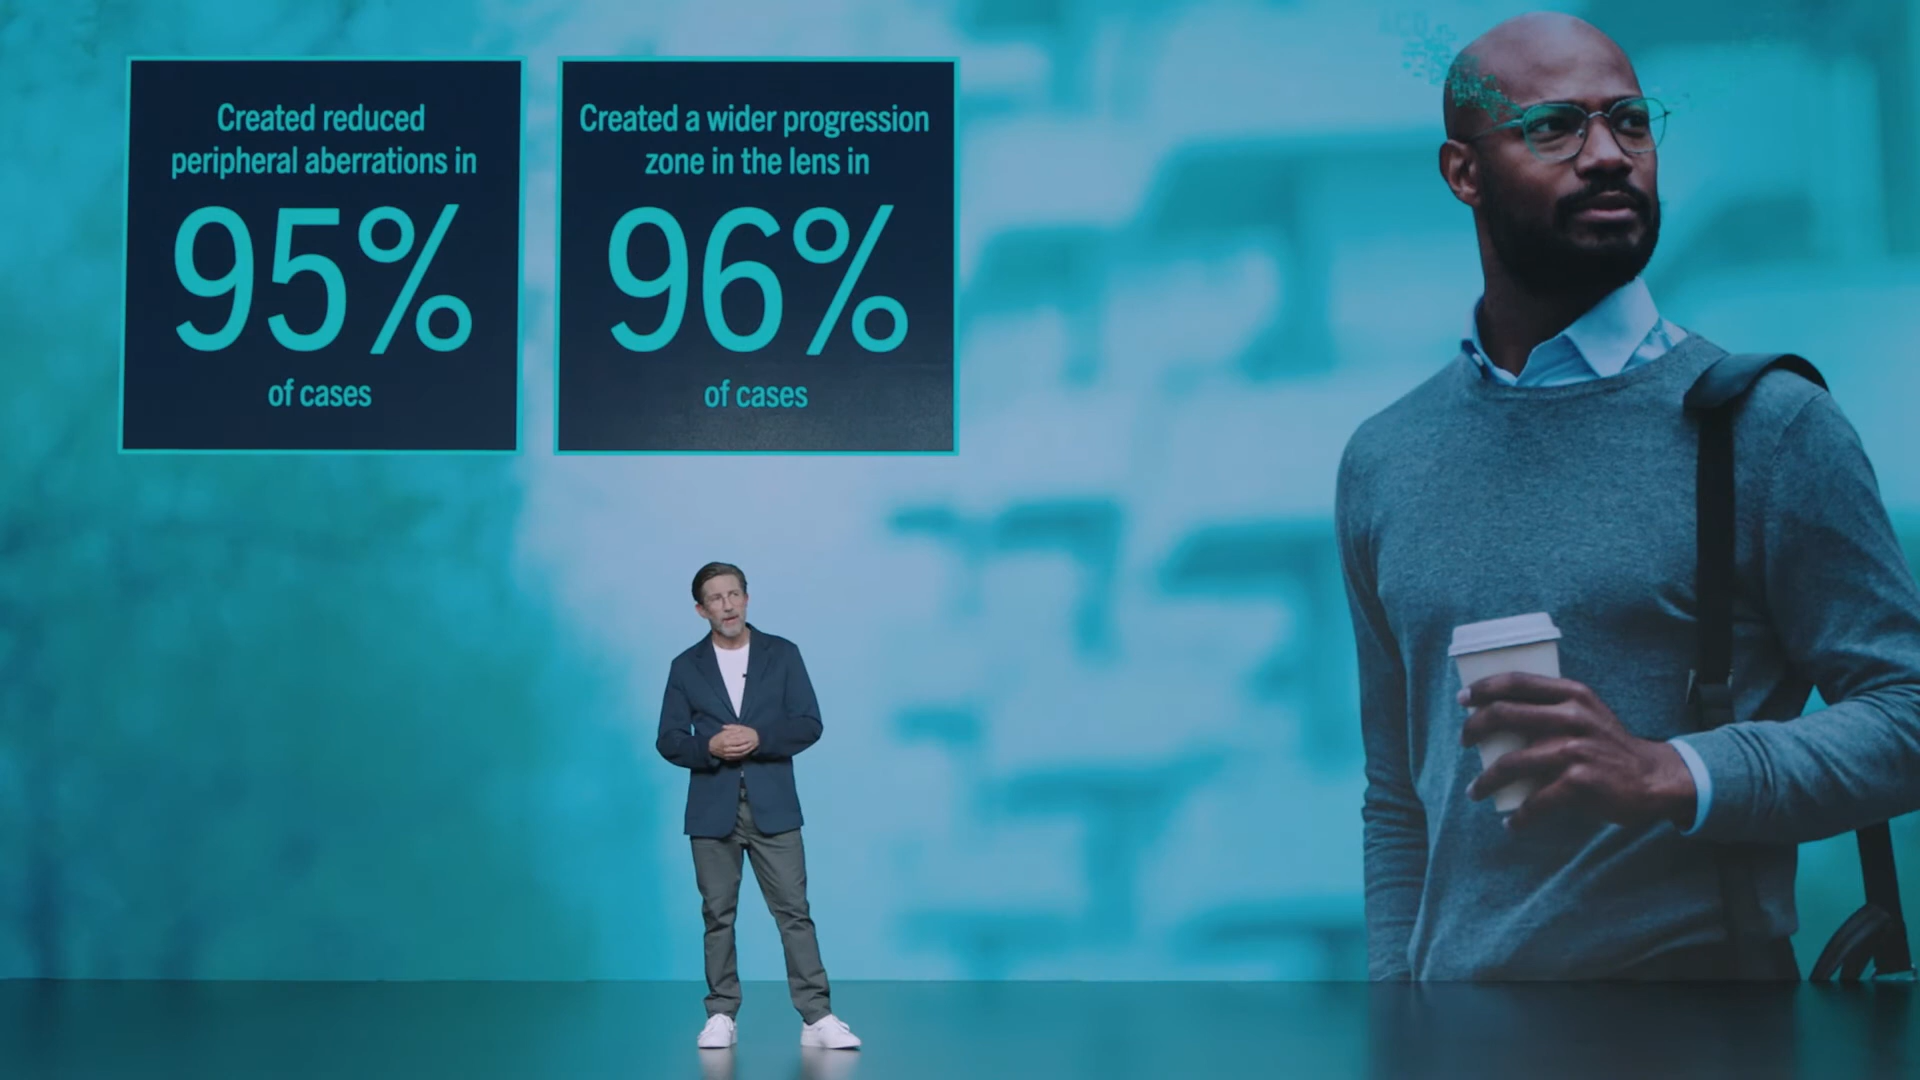 Created reduced
peripheral aberrations in
95%
of cases
Created a wider progression
zone in the lens in
96%
of cases